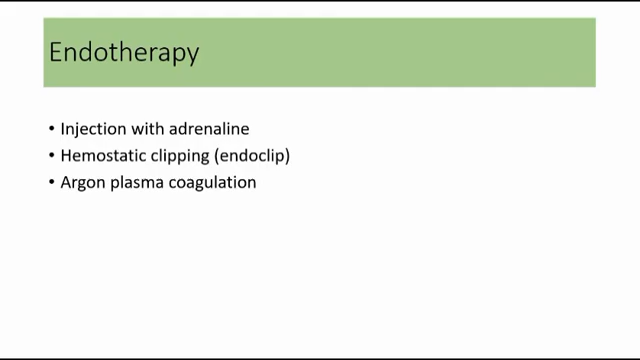 Endotherapy
• Injection with adrenaline
• Hemostatic clipping (endoclip)
• Argon plasma coagulation